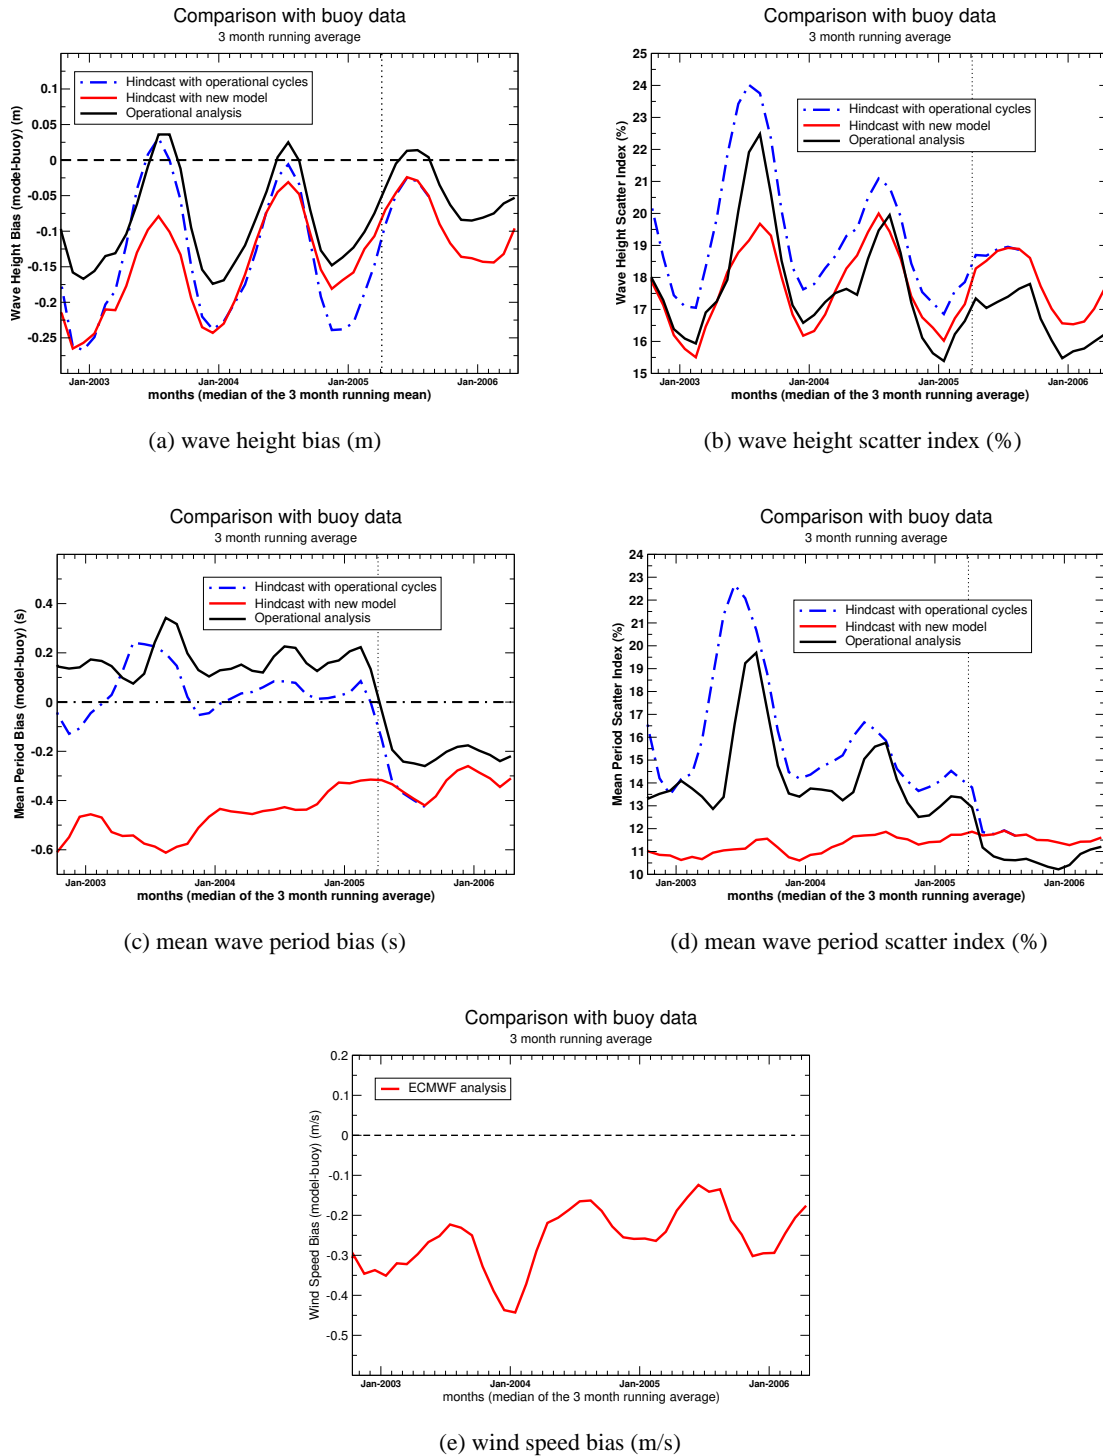 Comparison with buoy data
3 month running average
0.1
0.05
0
-0.05
-0.1
-0.15
-0.2
-0.25
Wave Height Bias (model-buoy) (m)
Hindcast with operational cycles
Hindcast with new model
Operational analysis
Jan-2003
Jan-2004
Jan-2005
Jan-2006
months (median of the 3 month running mean)
(a) wave height bias (m)
Comparison with buoy data
3 month running average
25
24
23
22
21
20
19
18
17
16
15
Wave Height Scatter Index (%)
Hindcast with operational cycles
Hindcast with new model
Operational analysis
Jan-2003
Jan-2004
Jan-2005
Jan-2006
months (median of the 3 month running average)
(b) wave height scatter index (%)
Comparison with buoy data
3 month running average
0.4
0.2
0
-0.2
-0.4
-0.6
Mean Period Bias (model-buoy) (s)
Hindcast with operational cycles
Hindcast with new model
Operational analysis
Jan-2003
Jan-2004
Jan-2005
Jan-2006
months (median of the 3 month running average)
(c) mean wave period bias (s)
Comparison with buoy data
3 month running average
24
23
22
21
20
19
18
17
16
15
14
13
12
11
10
Mean Period Scatter Index (%)
Hindcast with operational cycles
Hindcast with new model
Operational analysis
Jan-2003
Jan-2004
Jan-2005
Jan-2006
months (median of the 3 month running average)
(d) mean wave period scatter index (%)
Comparison with buoy data
3 month running average
0.2
0.1
0
-0.1
-0.2
-0.3
-0.4
-0.5
Wind Speed Bias (model-buoy) (m/s)
ECMWF analysis
Jan-2003
Jan-2004
Jan-2005
Jan-2006
months (median of the 3 month running average)
(e) wind speed bias (m/s)